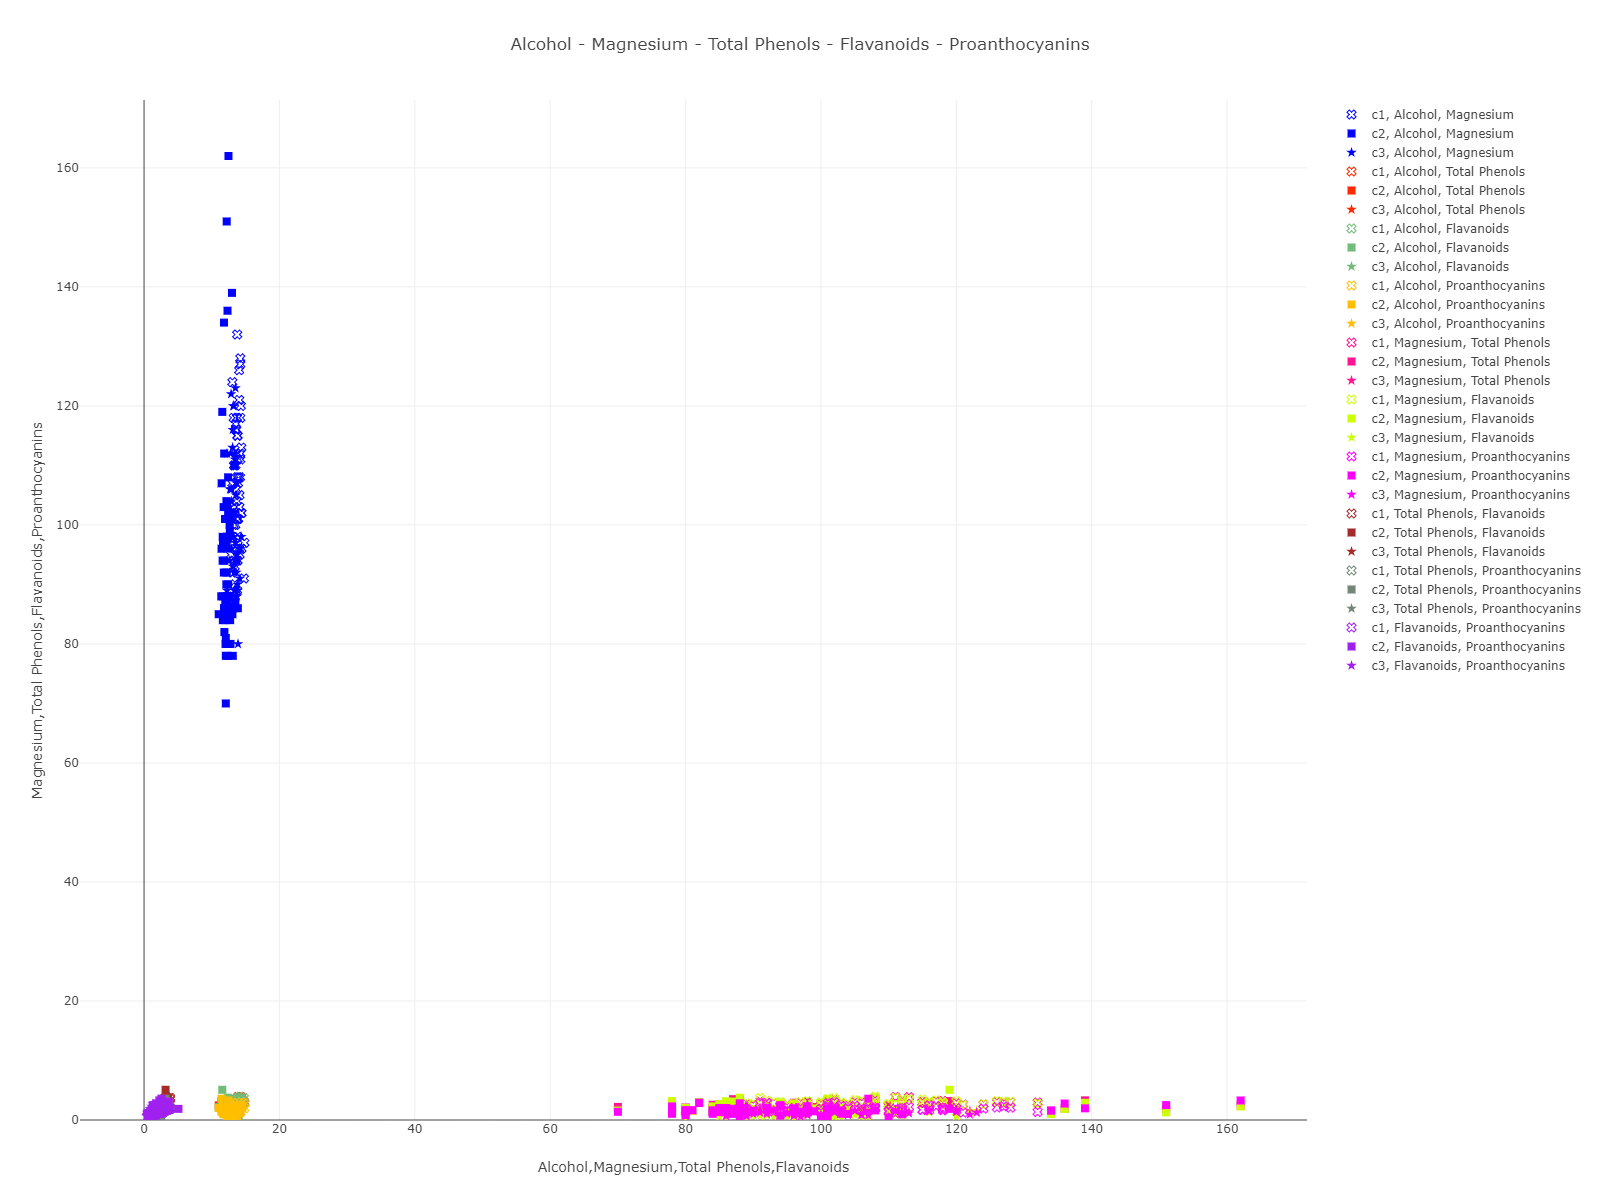 Alcohol - Magnesium - Total Phenols - Flavanoids - Proanthocyanins
c1, Alcohol, Magnesium
c2, Alcohol, Magnesium
c3, Alcohol, Magnesium
c1, Alcohol, Total Phenols
c2, Alcohol, Total Phenols
c3, Alcohol, Total Phenols
c1, Alcohol, Flavanoids
c2, Alcohol, Flavanoids
c3, Alcohol, Flavanoids
c1, Alcohol, Proanthocyanins
c2, Alcohol, Proanthocyanins
c3, Alcohol, Proanthocyanins
c1, Magnesium, Total Phenols
c2, Magnesium, Total Phenols
c3, Magnesium, Total Phenols
c1, Magnesium, Flavanoids
c2, Magnesium, Flavanoids
c3, Magnesium, Flavanoids
c1, Magnesium, Proanthocyanins
c2, Magnesium, Proanthocyanins
c3, Magnesium, Proanthocyanins
c1, Total Phenols, Flavanoids
c2, Total Phenols, Flavanoids
c3, Total Phenols, Flavanoids
c1, Total Phenols, Proanthocyanins
c2, Total Phenols, Proanthocyanins
c3, Total Phenols, Proanthocyanins
c1, Flavanoids, Proanthocyanins
c2, Flavanoids, Proanthocyanins
c3, Flavanoids, Proanthocyanins
160
140
120
100
80
60
40
20
0
Magnesium,Total Phenols,Flavanoids,Proanthocyanins
0 20 40 60 80 100 120 140 160
Alcohol,Magnesium,Total Phenols,Flavanoids